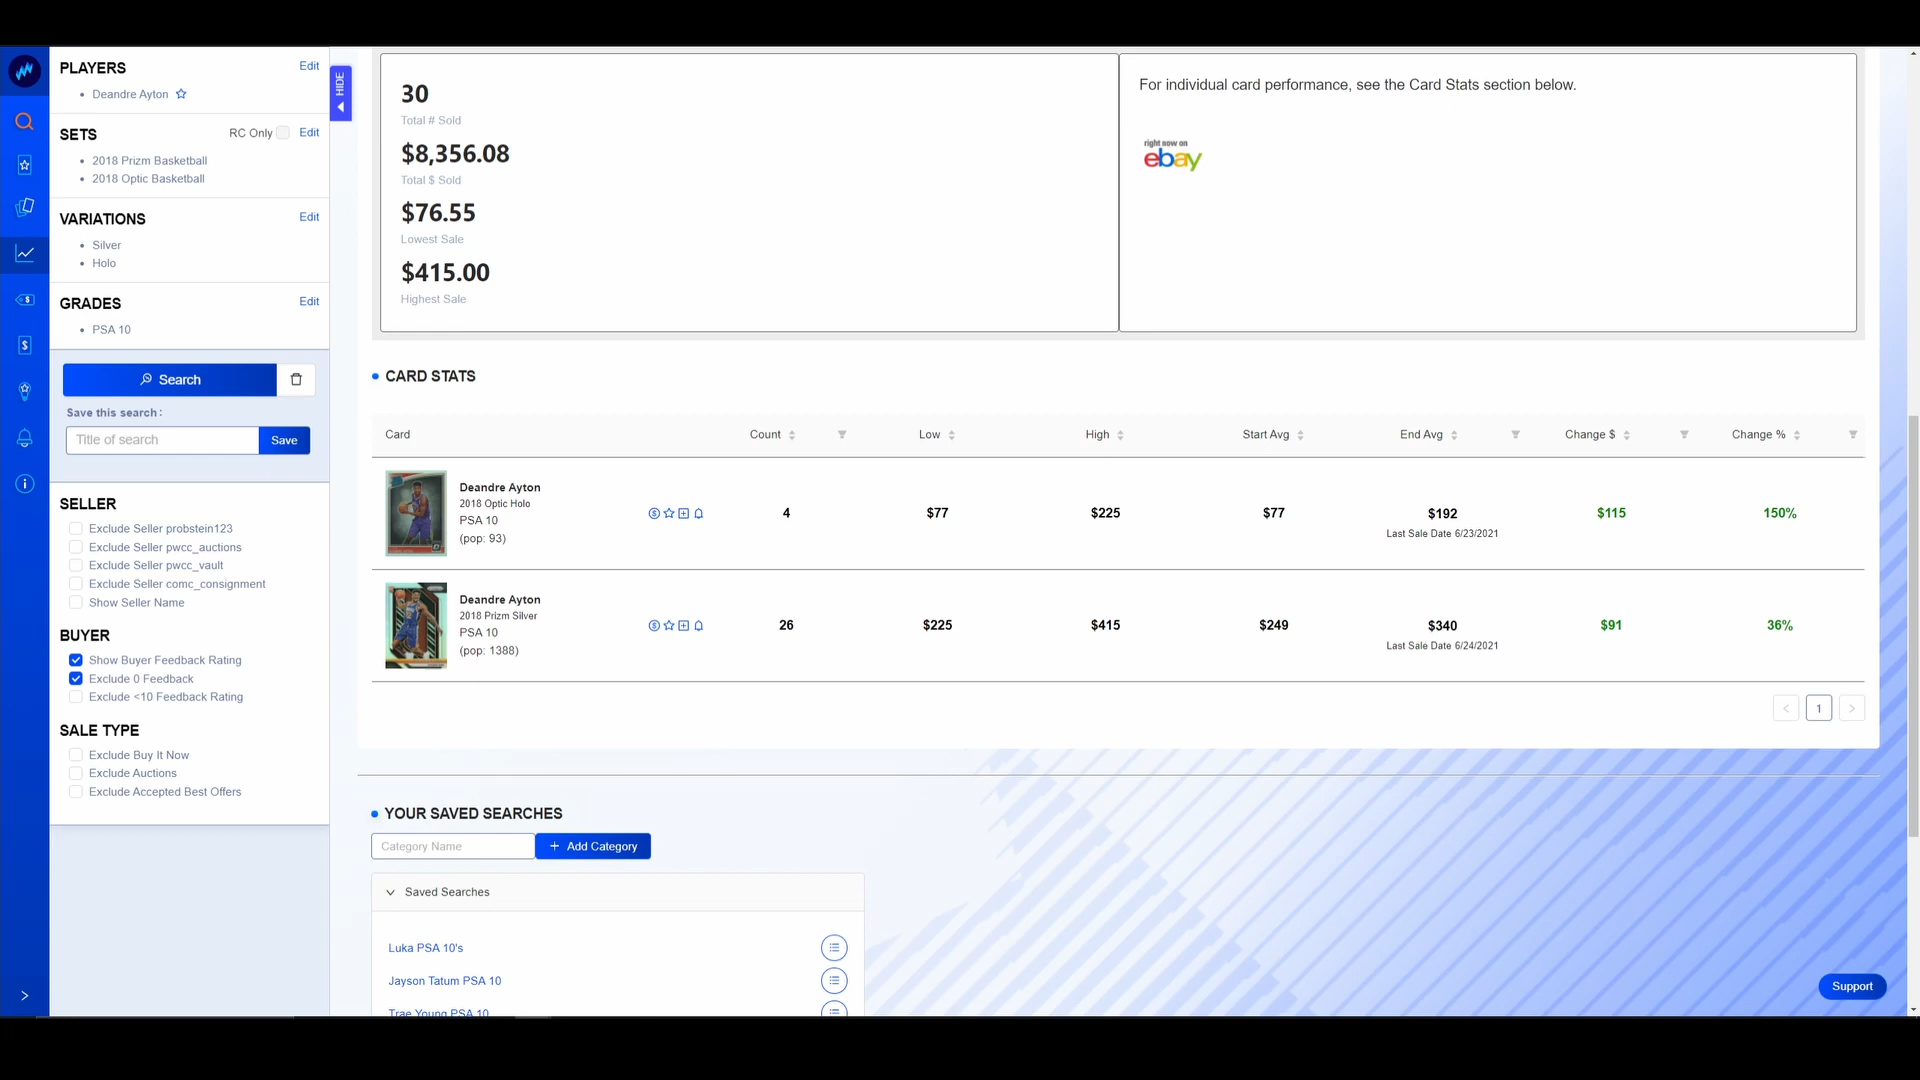 PLAYERS Edit
Deandre Ayton
SETS RC Only Edit
2018 Prizm Basketball
2018 Optic Basketball
VARIATIONS Edit
Silver
Holo
GRADES Edit
PSA 10
Search
Save this search:
Title of search Save
SELLER
Exclude Seller probstein123
Exclude Seller pwcc_auctions
Exclude Seller pwcc_vault
Exclude Seller comc_consignment
Show Seller Name
BUYER
Show Buyer Feedback Rating
Exclude 0 Feedback
Exclude <10 Feedback Rating
SALE TYPE
Exclude Buy It Now
Exclude Auctions
Exclude Accepted Best Offers
HIDE
30
Total # Sold
$8,356.08
Total $ Sold
$76.55
Lowest Sale
$415.00
Highest Sale
For individual card performance, see the Card Stats section below.
right now on
ebay
CARD STATS
Card Count Low High Start Avg End Avg Change $ Change %
Deandre Ayton
2018 Optic Holo
PSA 10
(pop: 93)
4 $77 $225 $77 $192 $115 150%
Last Sale Date 6/23/2021
Deandre Ayton
2018 Prizm Silver
PSA 10
(pop: 1388)
26 $225 $415 $249 $340 $91 36%
Last Sale Date 6/24/2021
< 1 >
YOUR SAVED SEARCHES
Category Name + Add Category
Saved Searches
Luka PSA 10's
Jayson Tatum PSA 10
Trae Young PSA 10
Support